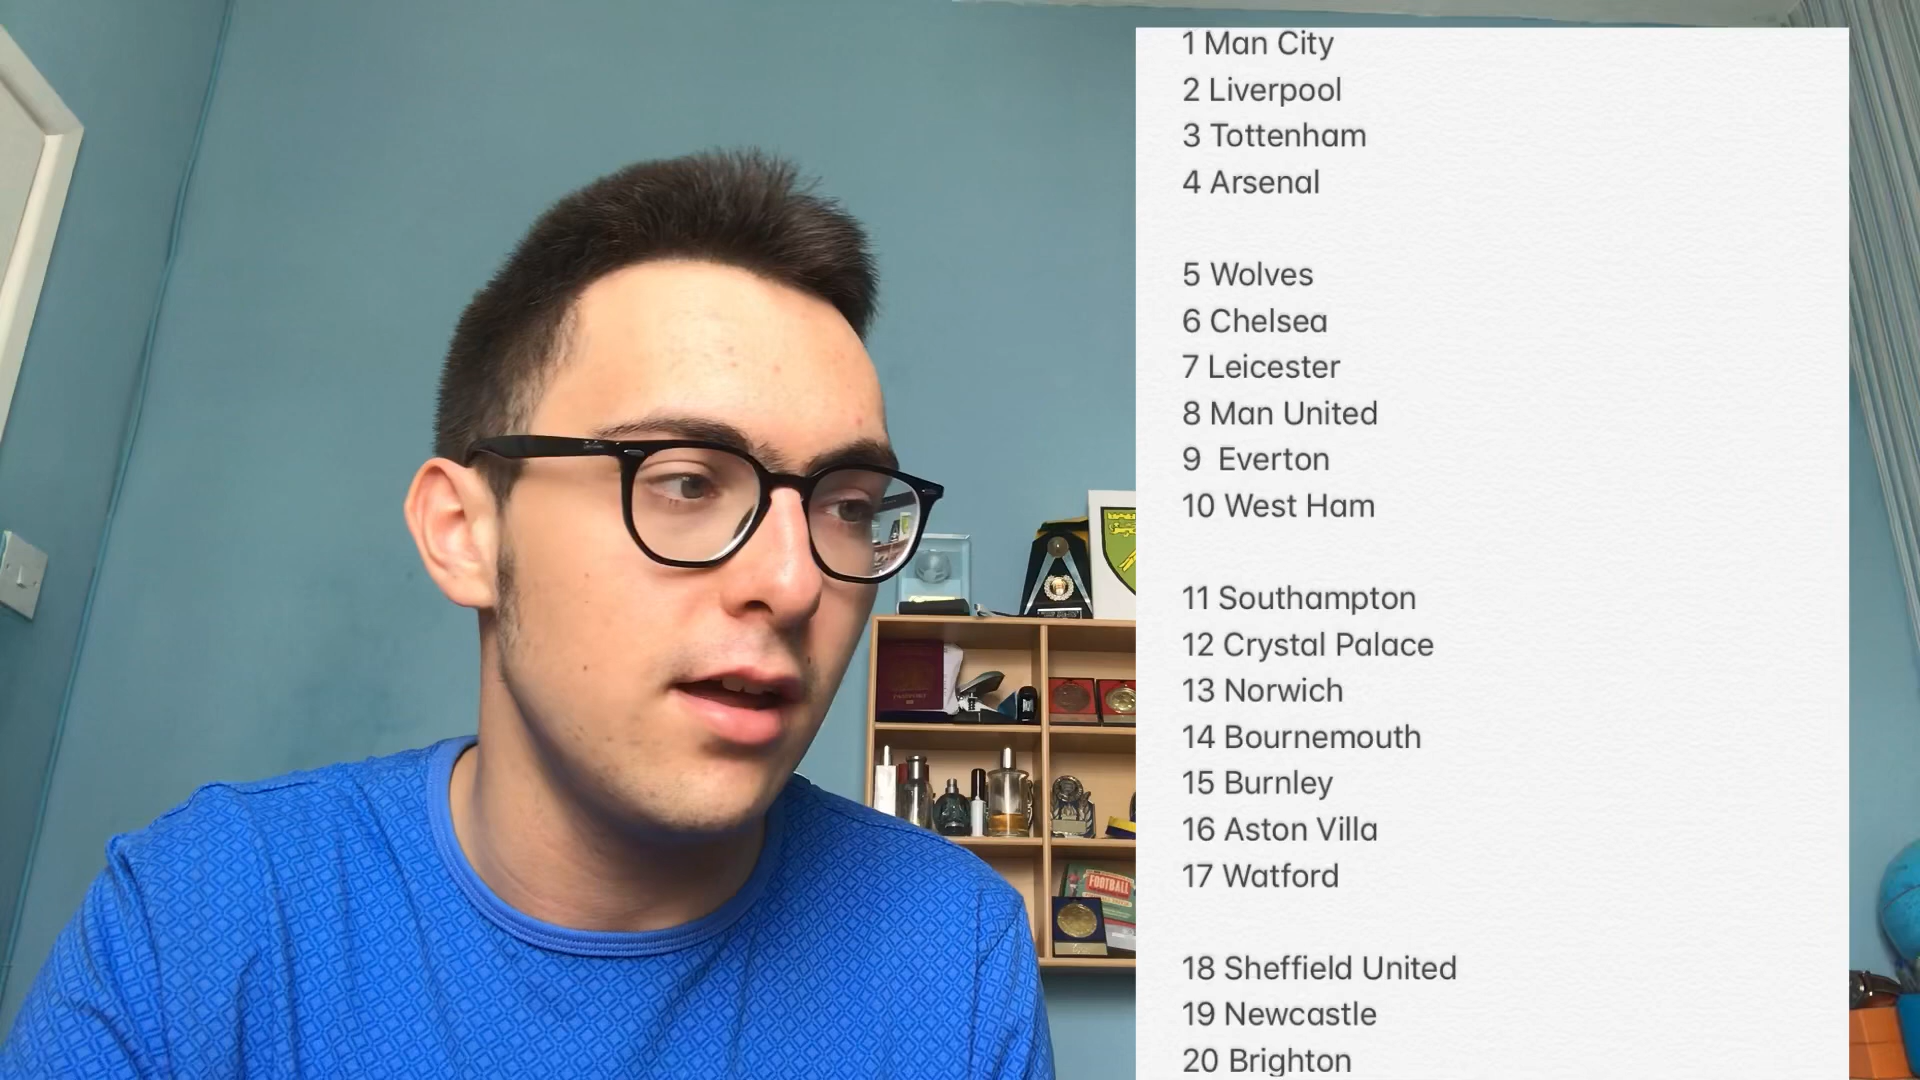 1 Man City
2 Liverpool
3 Tottenham
4 Arsenal
5 Wolves
6 Chelsea
7 Leicester
8 Man United
9  Everton
10 West Ham
11 Southampton
12 Crystal Palace
13 Norwich
14 Bournemouth
15 Burnley
16 Aston Villa
17 Watford
18 Sheffield United
19 Newcastle
20 Brighton
PASSPORT
FOOTBALL